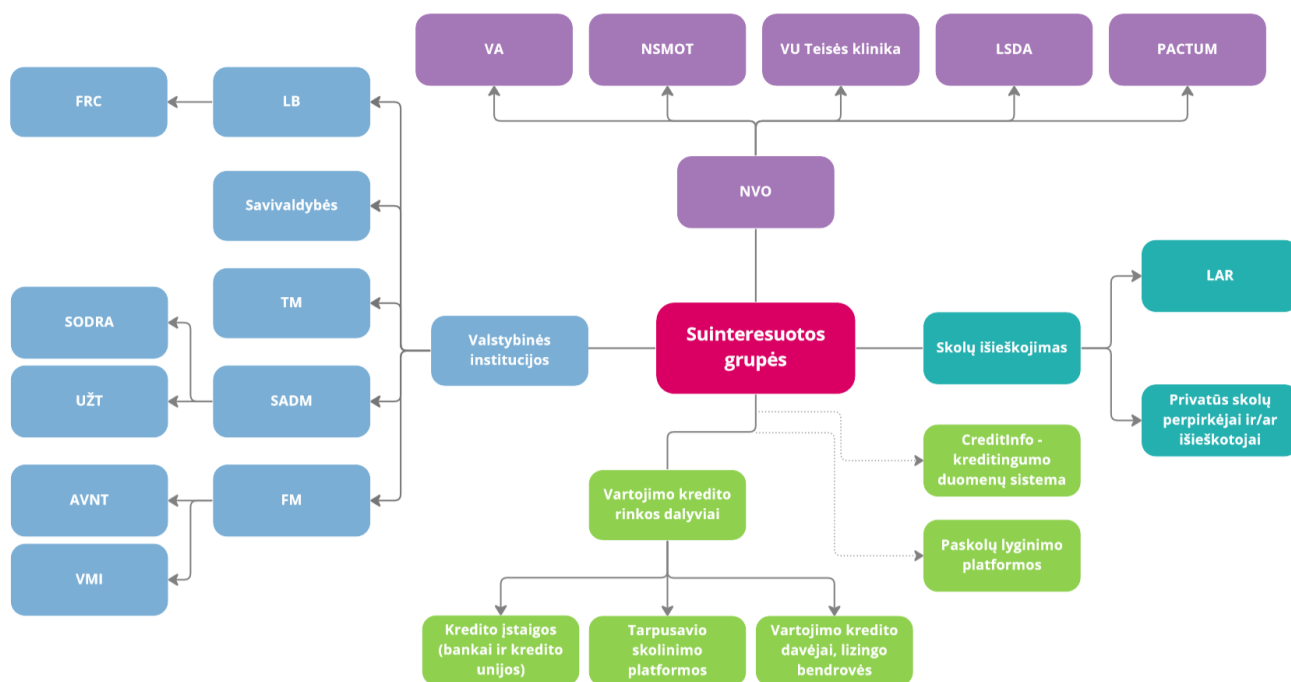 VA
NSMOT
VU Teisės klinika
LSDA
PACTUM
FRC
LB
NVO
Savivaldybės
LAR
TM
SODRA
Valstybinės
institucijos
Suinteresuotos
grupės
Skolų išieškojimas
UŽT
SADM
Privatūs skolų
perpirkėjai ir/ar
išieškotojai
CreditInfo -
kreditingumo
duomenų sistema
AVNT
FM
Vartojimo kredito
rinkos dalyviai
Paskolų lyginimo
platformos
VMI
Kredito įstaigos
(bankai ir kredito
unijos)
Tarpusavio
skolinimo
platformos
Vartojimo kredito
davėjai, lizingo
bendrovės